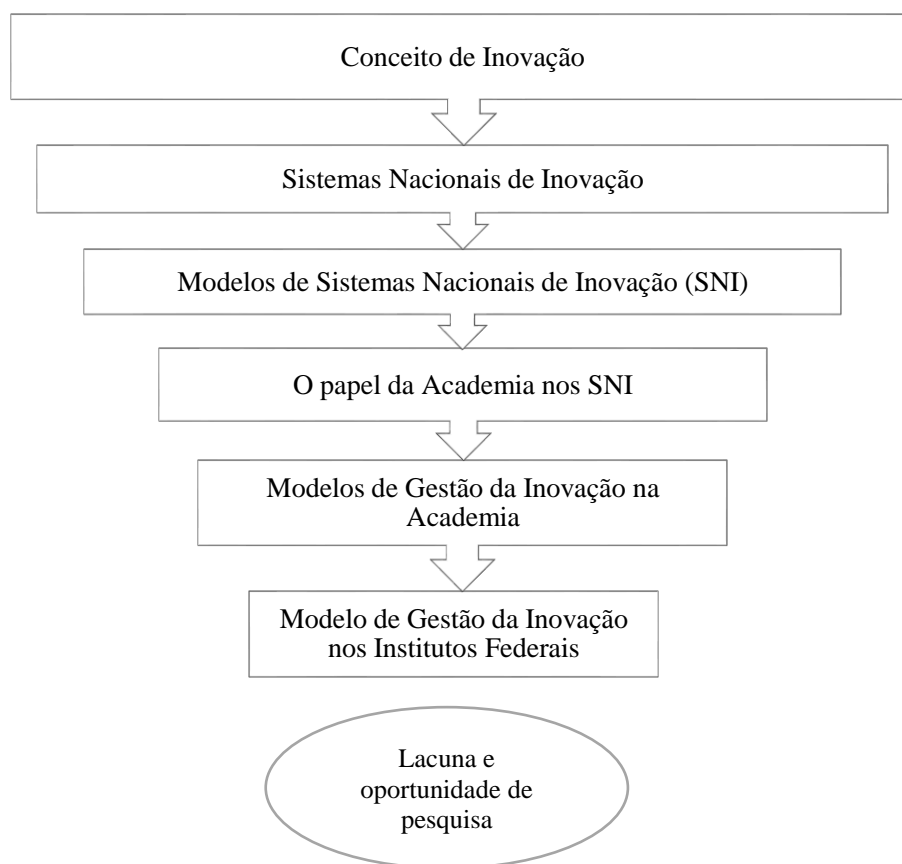 Conceito de Inovação
Sistemas Nacionais de Inovação
Modelos de Sistemas Nacionais de Inovação (SNI)
O papel da Academia nos SNI
Modelos de Gestão da Inovação na
Academia
Modelo de Gestão da Inovação
nos Institutos Federais
Lacuna e
oportunidade de
pesquisa